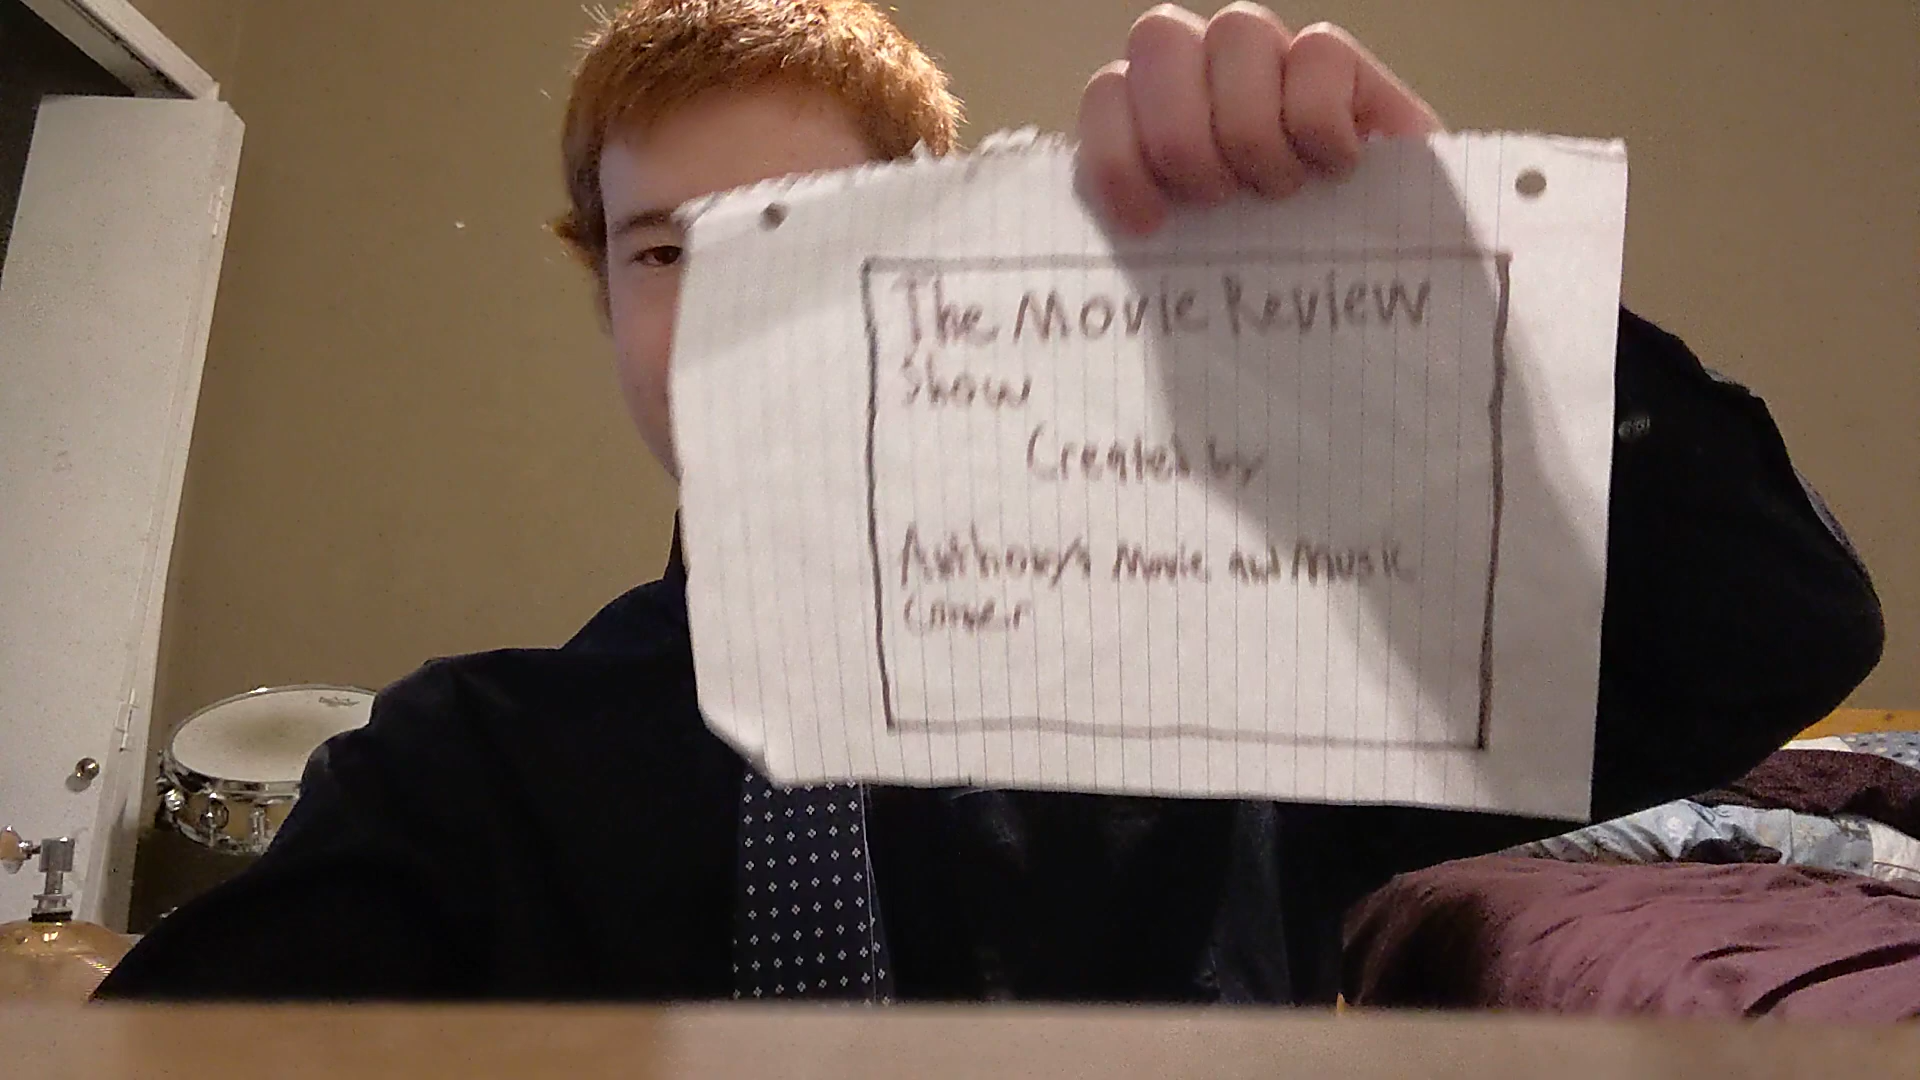 The Movie Review
Show
Created by
Anthony's Movie and Music
Corner